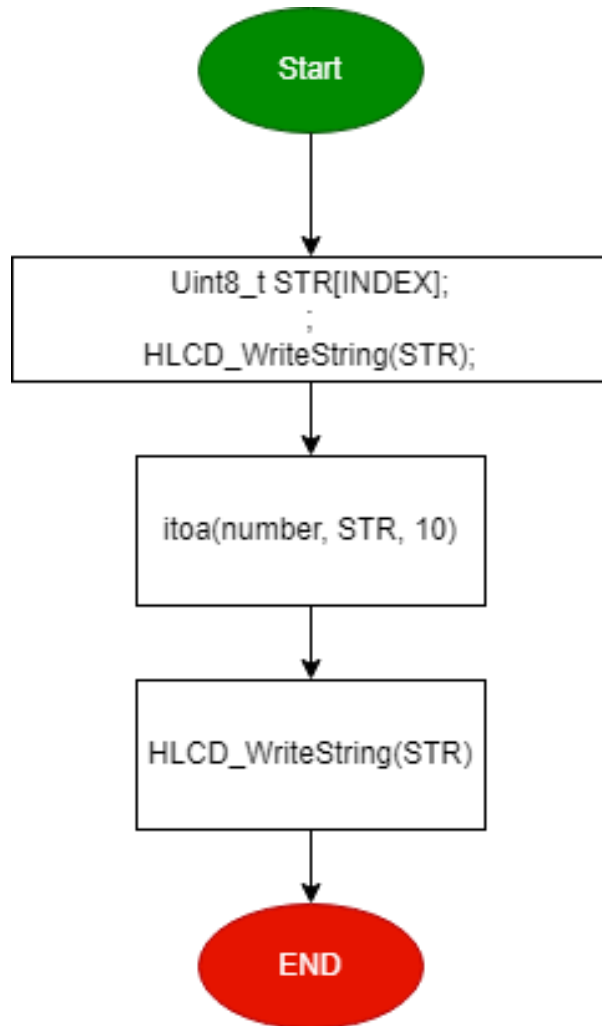 Start
Uint8_t STR[INDEX];
;
HLCD_WriteString(STR);
itoa(number, STR, 10)
HLCD_WriteString(STR)
END